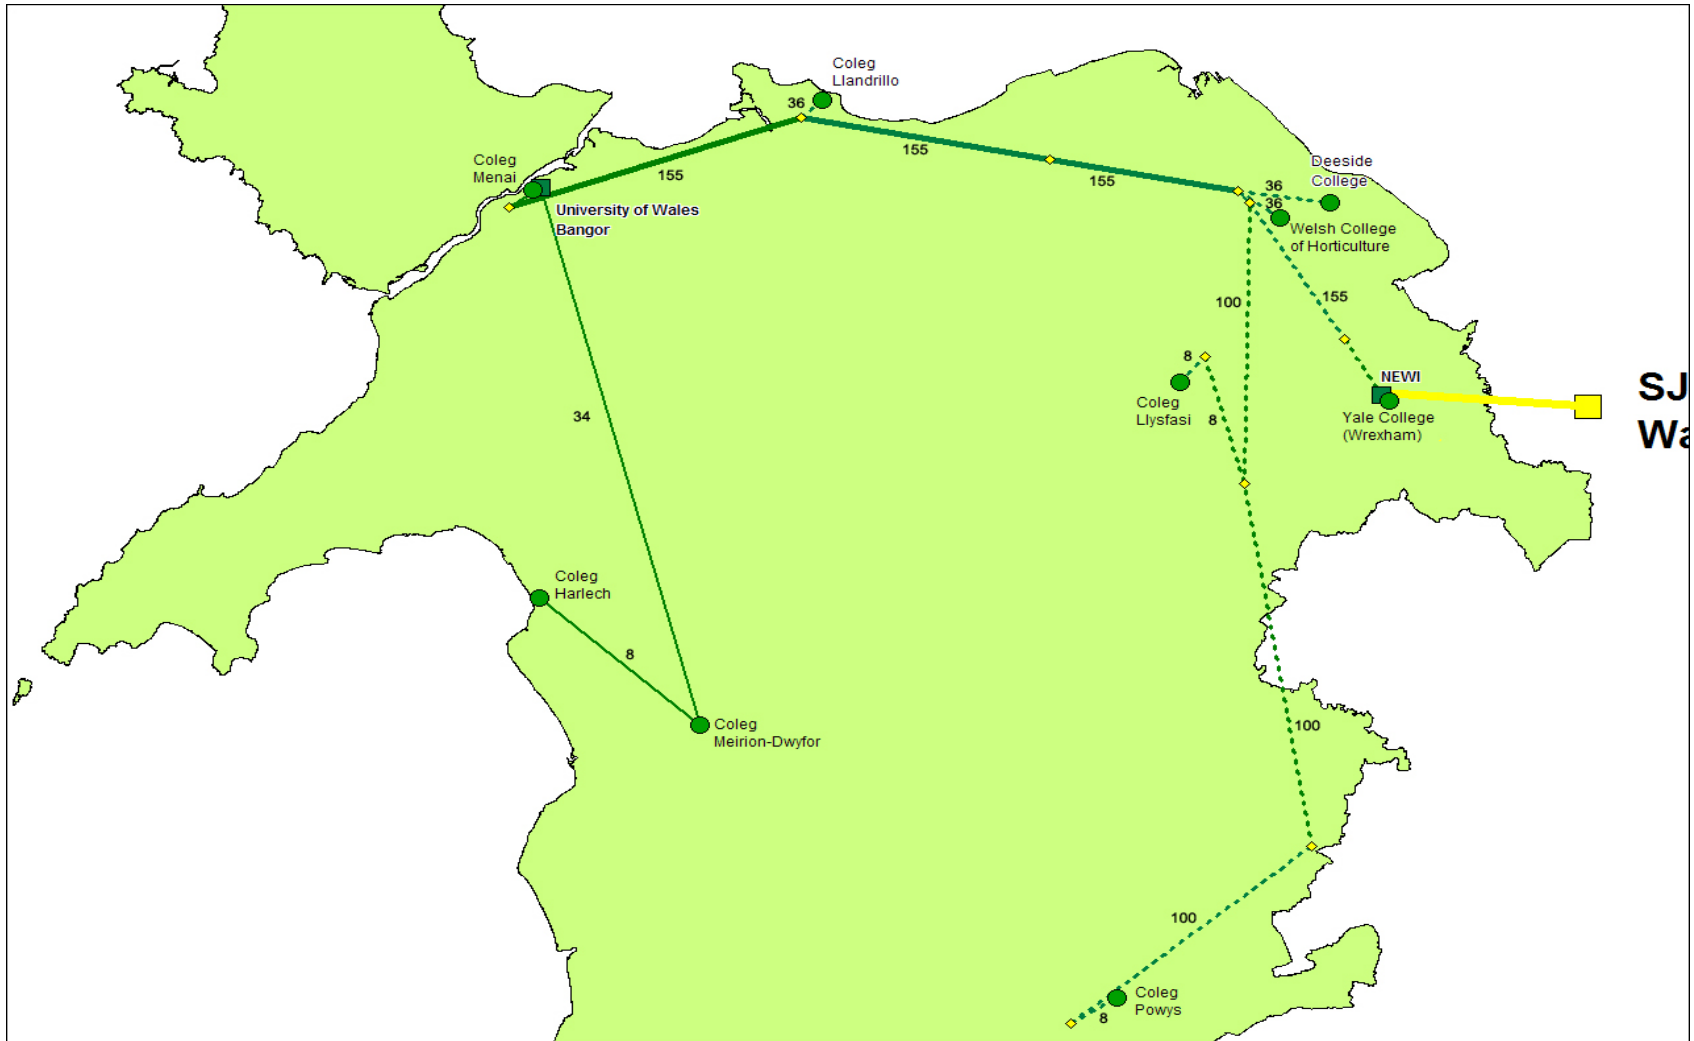 Coleg
Llandrillo
36
Coleg
Menai
155
155
155
University of Wales
Bangor
Deeside
College
36
36
Welsh College
of Horticulture
100
155
8
Coleg
Llysfasi
8
NEWI
Yale College
(Wrexham)
SJ
Wa
34
Coleg
Harlech
8
Coleg
Meirion-Dwyfor
100
100
Coleg
Powys
8